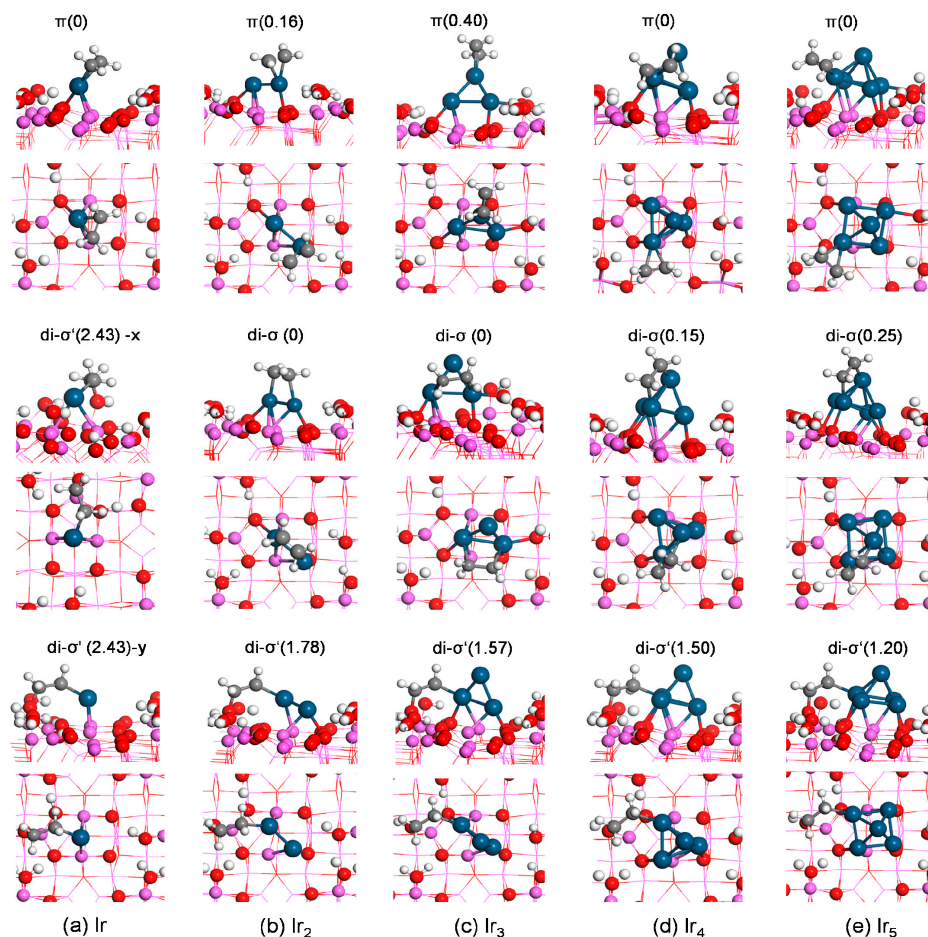 π(0) π(0.16) π(0.40) π(0) π(0)
di-σ‘(2.43) -x di-σ (0) di-σ (0) di-σ(0.15) di-σ(0.25)
di-σ‘ (2.43)-y di-σ‘(1.78) di-σ‘(1.57) di-σ‘(1.50) di-σ‘(1.20)
(a) Ir (b) Ir₂ (c) Ir₃ (d) Ir₄ (e) Ir₅